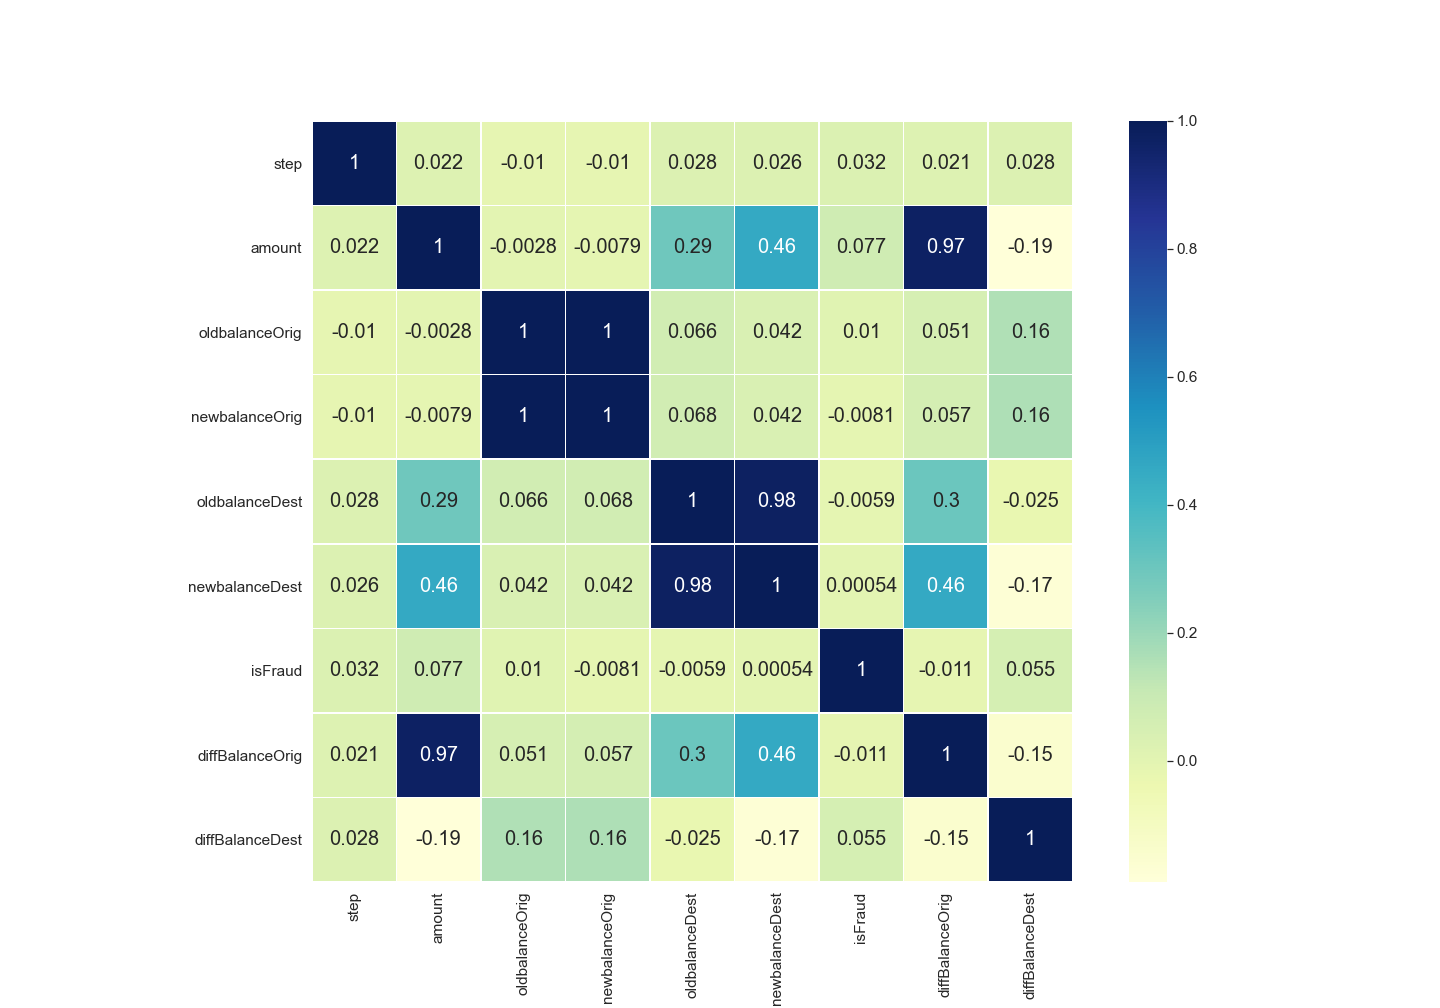 step 1 0.022 -0.01 -0.01 0.028 0.026 0.032 0.021 0.028
amount 0.022 1 -0.0028 -0.0079 0.29 0.46 0.077 0.97 -0.19
oldbalanceOrig -0.01 -0.0028 1 1 0.066 0.042 0.01 0.051 0.16
newbalanceOrig -0.01 -0.0079 1 1 0.068 0.042 -0.0081 0.057 0.16
oldbalanceDest 0.028 0.29 0.066 0.068 1 0.98 -0.0059 0.3 -0.025
newbalanceDest 0.026 0.46 0.042 0.042 0.98 1 0.00054 0.46 -0.17
isFraud 0.032 0.077 0.01 -0.0081 -0.0059 0.00054 1 -0.011 0.055
diffBalanceOrig 0.021 0.97 0.051 0.057 0.3 0.46 -0.011 1 -0.15
diffBalanceDest 0.028 -0.19 0.16 0.16 -0.025 -0.17 0.055 -0.15 1
step
amount
oldbalanceOrig
newbalanceOrig
oldbalanceDest
newbalanceDest
isFraud
diffBalanceOrig
diffBalanceDest
1.0
0.8
0.6
0.4
0.2
0.0